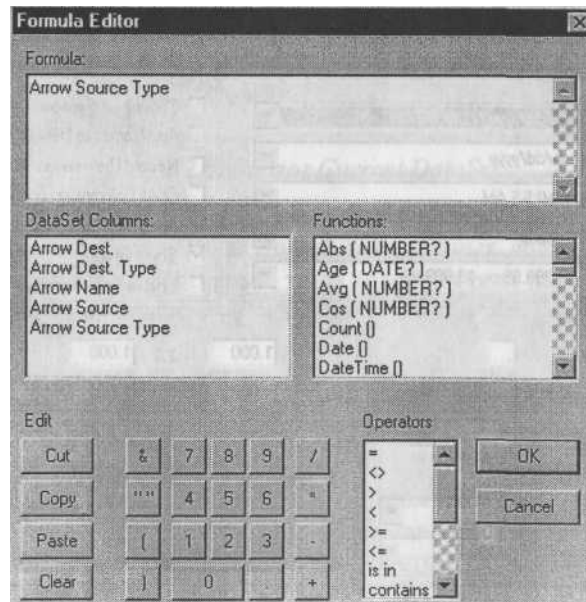 Formula Editor
Formula:
Arrow Source Type
DataSet Columns:
Arrow Dest.
Arrow Dest. Type
Arrow Name
Arrow Source
Arrow Source Type
Functions:
Abs ( NUMBER? )
Age ( DATE? )
Avg ( NUMBER? )
Cos ( NUMBER? )
Count ()
Date ()
DateTime ()
Edit
Cut
Copy
Paste
Clear
& 7 8 9 /
"" 4 5 6 *
( 1 2 3 -
) 0 . +
Operators
=
<>
>
<
>=
<=
is in
contains
OK
Cancel